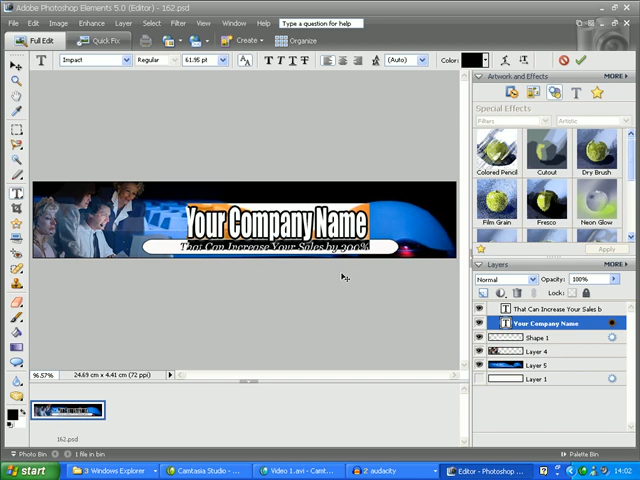 Adobe Photoshop Elements 5.0 (Editor) - 162.psd
File Edit Image Enhance Layer Select Filter View Window Help Type a question for help
Full Edit Quick Fix Create Organize
T Impact Regular 61.95 pt (Auto) Color:
Artwork and Effects MORE
Special Effects
Filters Artistic
Colored Pencil Cutout Dry Brush
Film Grain Fresco Neon Glow
Apply
Your Company Name
That Can Increase Your Sales by 300%
Layers MORE
Normal Opacity: 100%
Lock:
T That Can Increase Your Sales b
T Your Company Name
Shape 1
Layer 4
Layer 5
Layer 1
96.57% 24.69 cm x 4.41 cm (72 ppi)
162.psd
Photo Bin 1 file in bin Palette Bin
start 3 Windows Explorer Camtasia Studio - ... Video 1.avi - Camt... 2 audacity Editor - Photoshop ... 14:02